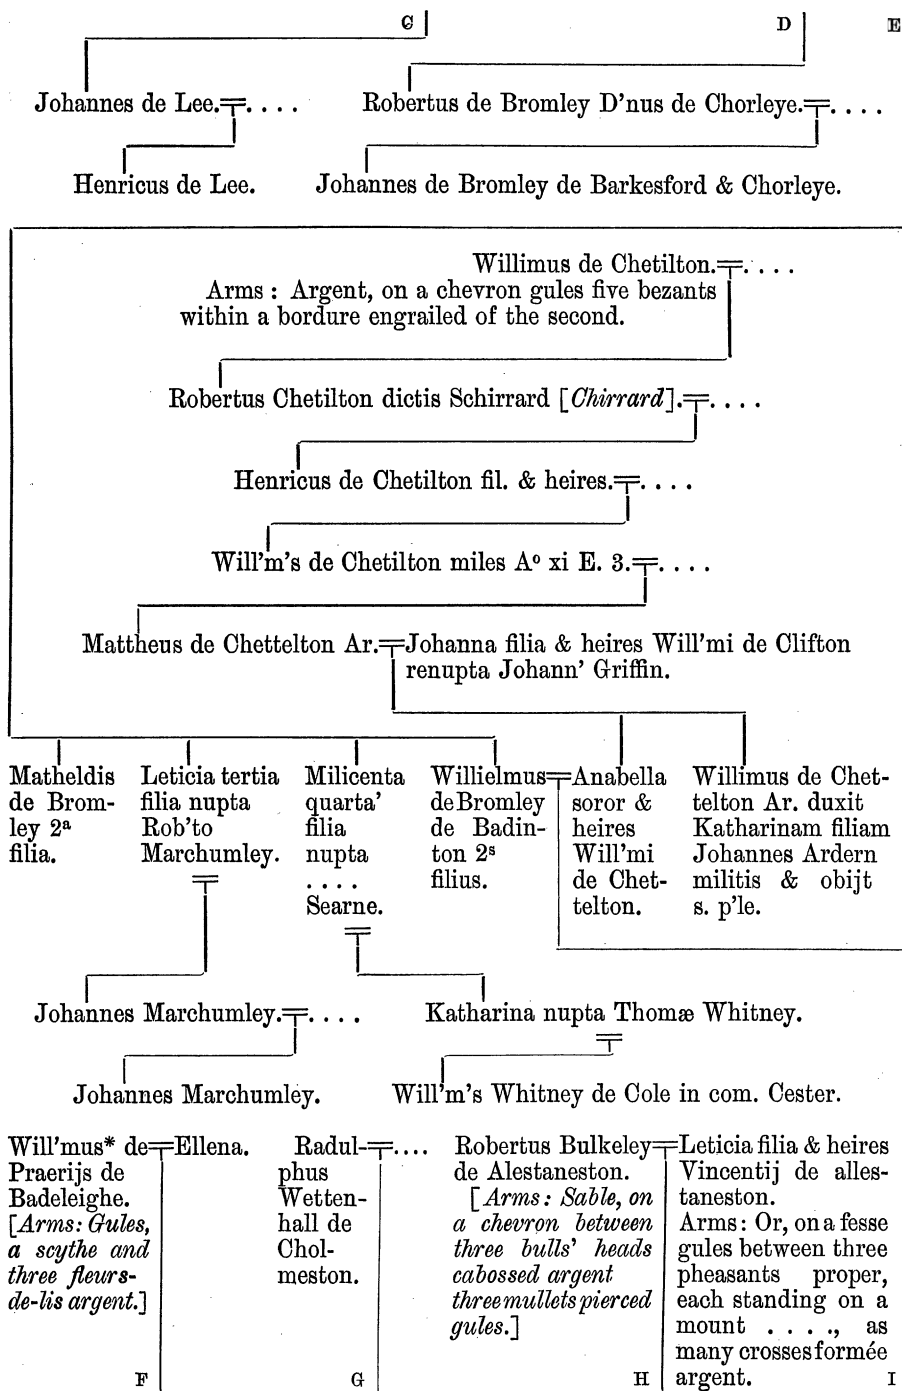 C D E
Johannes de Lee.=. . . . Robertus de Bromley D'nus de Chorleye.=. . . .
Henricus de Lee. Johannes de Bromley de Barkesford & Chorleye.
Willimus de Chetilton.=. . . .
Arms : Argent, on a chevron gules five bezants
within a bordure engrailed of the second.
Robertus Chetilton dictis Schirrard [Chirrard].=. . . .
Henricus de Chetilton fil. & heires.=. . . .
Will'm's de Chetilton miles Aº xi E. 3.=. . . .
Mattheus de Chettelton Ar.=Johanna filia & heires Will'mi de Clifton
renupta Johann' Griffin.
Matheldis
de Brom-
ley 2ª
filia.
Leticia tertia
filia nupta
Rob'to
Marchumley.
Milicenta
quarta'
filia
nupta
. . . .
Searne.
Willielmus=
de Bromley
de Badin-
ton 2ˢ
filius.
Anabella
soror &
heires
Will'mi
de Chet-
telton.
Willimus de Chet-
telton Ar. duxit
Katharinam filiam
Johannes Ardern
militis & obijt
s. p'le.
Johannes Marchumley.=. . . . Katharina nupta Thomæ Whitney.
Johannes Marchumley. Will'm's Whitney de Cole in com. Cester.
Will'mus* de=Ellena.
Praerijs de
Badeleighe.
[Arms: Gules,
a scythe and
three fleurs-
de-lis argent.]
F
Radul-=. . . .
phus
Wetten-
hall de
Chol-
meston.
G
Robertus Bulkeley=
de Alestaneston.
[Arms: Sable, on
a chevron between
three bulls' heads
cabossed argent
three mullets pierced
gules.]
H
Leticia filia & heires
Vincentij de alles-
taneston.
Arms: Or, on a fesse
gules between three
pheasants proper,
each standing on a
mount . . . ., as
many crosses formée
argent. I